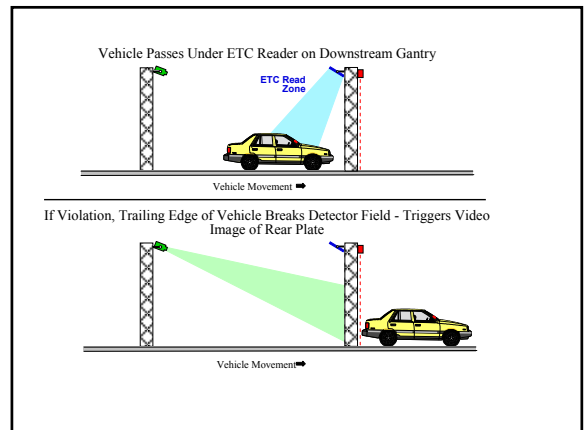 Vehicle Passes Under ETC Reader on Downstream Gantry
ETC Read
Zone
Vehicle Movement
If Violation, Trailing Edge of Vehicle Breaks Detector Field - Triggers Video
Image of Rear Plate
Vehicle Movement